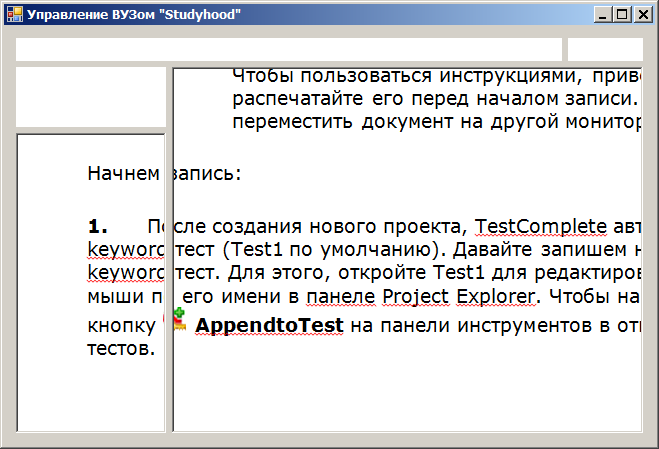 Управление ВУЗом "Studyhood"
Чтобы пользоваться инструкциями,
распечатайте его перед началом записи.
переместить документ на другой монитор
Начнем запись:
1. После создания нового проекта, TestComplete авт
keyword тест (Test1 по умолчанию). Давайте запишем н
keyword тест. Для этого, откройте Test1 для редактиров
мыши по его имени в панеле Project Explorer. Чтобы на
кнопку AppendtoTest на панели инструментов в от
тестов.